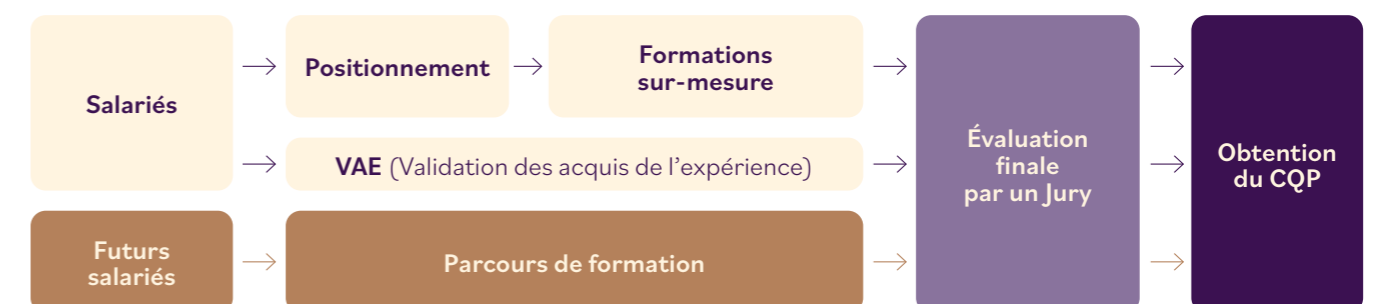 Salariés
Positionnement
Formations
sur-mesure
VAE (Validation des acquis de l’expérience)
Futurs
salariés
Parcours de formation
Évaluation
finale
par un Jury
Obtention
du CQP